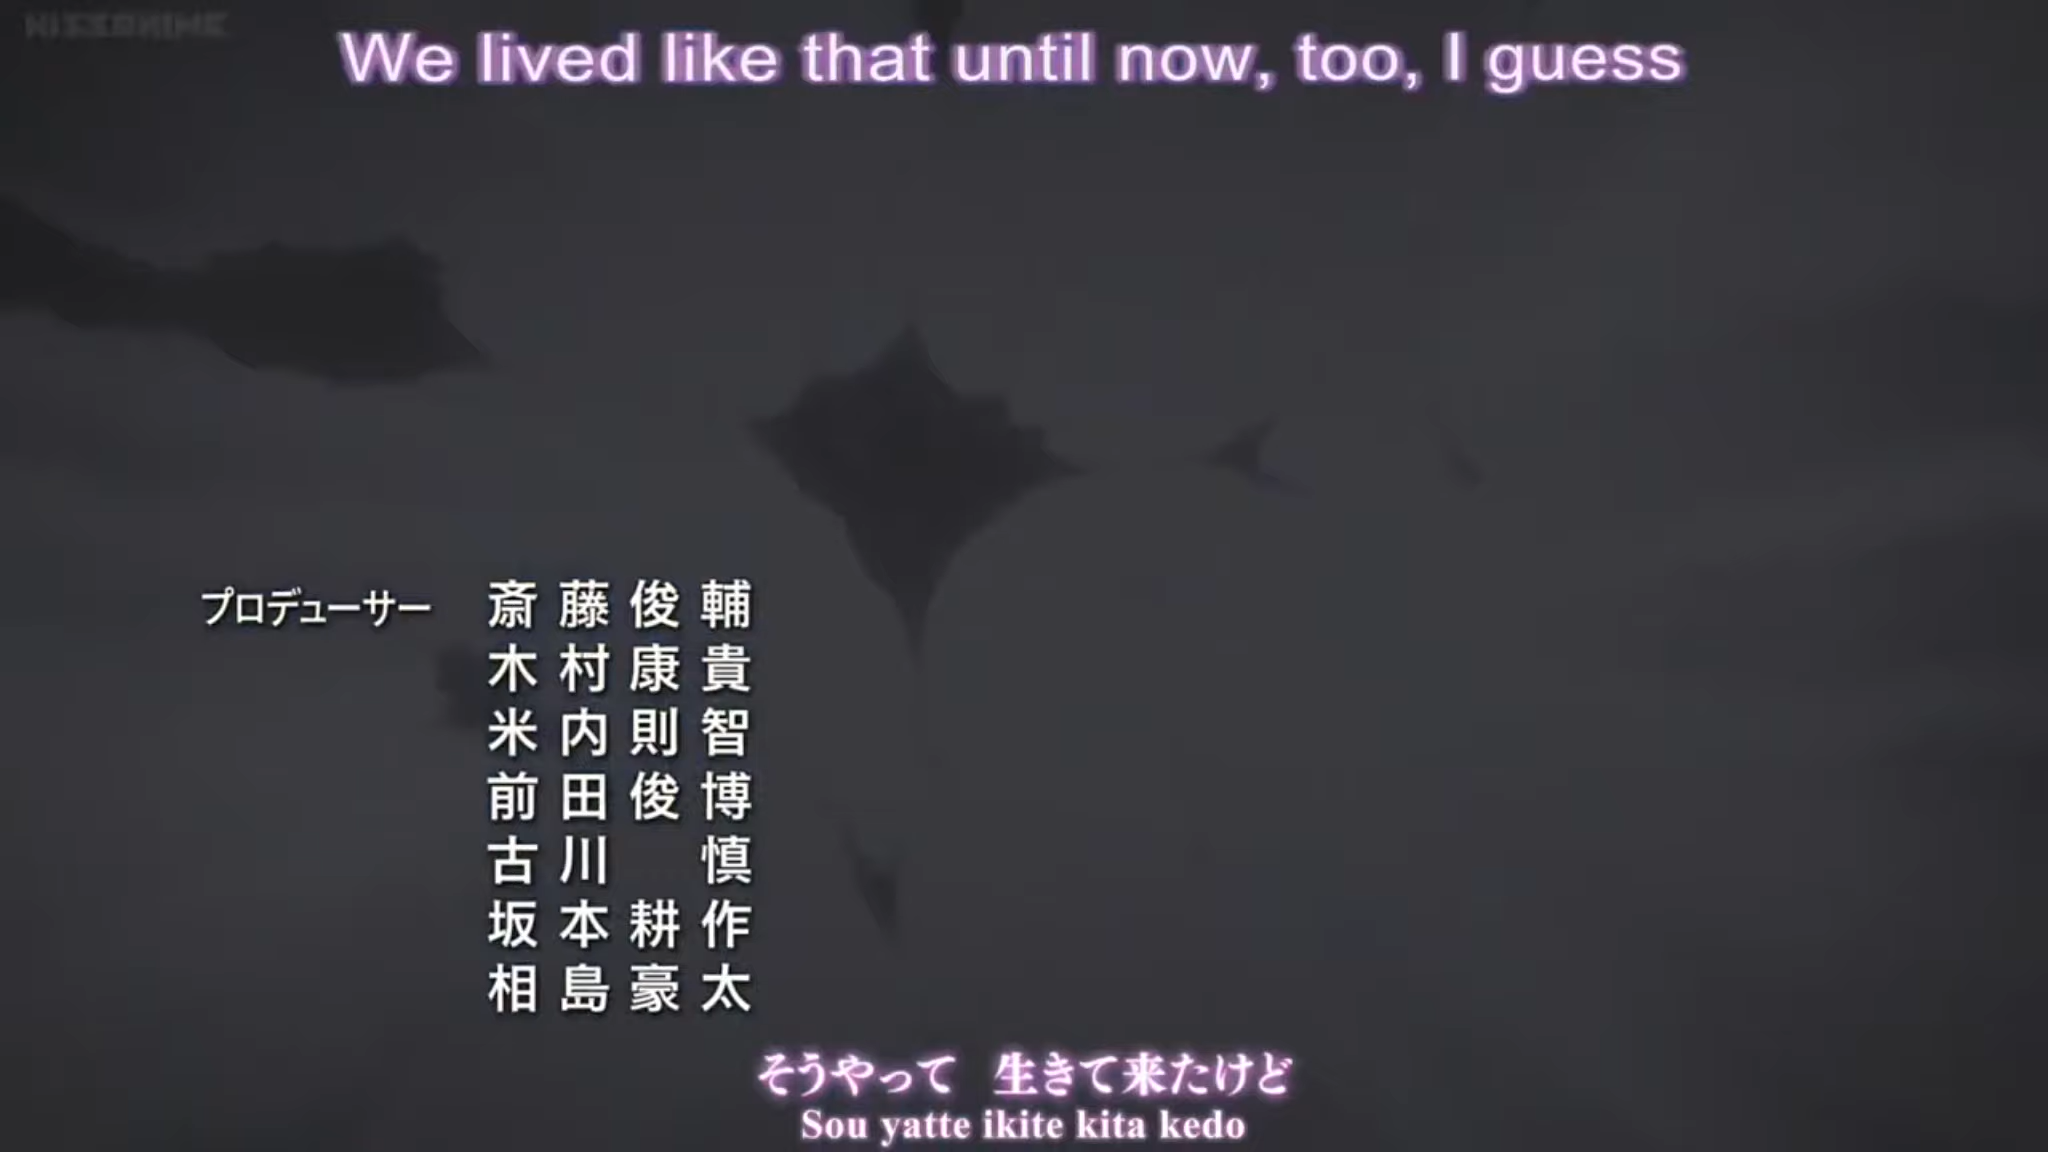 KISSANIME
We lived like that until now, too, I guess
プロデューサー 斎藤俊輔
木村康貴
米内則智
前田俊博
古川 慎
坂本耕作
相島豪太
そうやって 生きて来たけど
Sou yatte ikite kita kedo